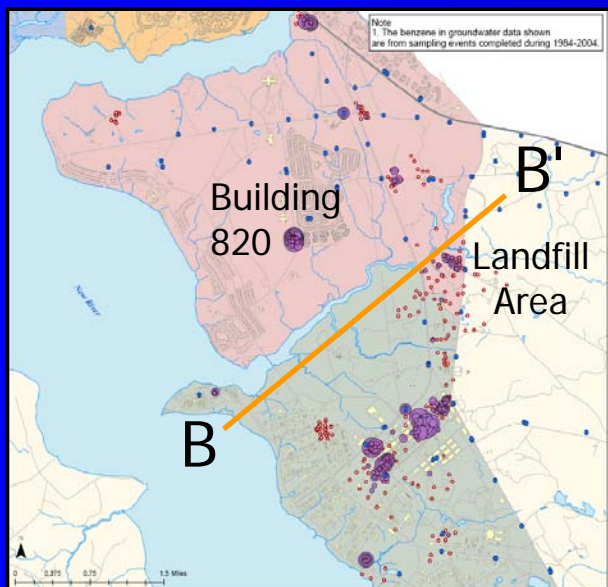 Note
1. The benzene in groundwater data shown
are from sampling events completed during 1984-2004.
B'
Building
820
Landfill
Area
New River
B
0 0.375 0.75 1.5 Miles